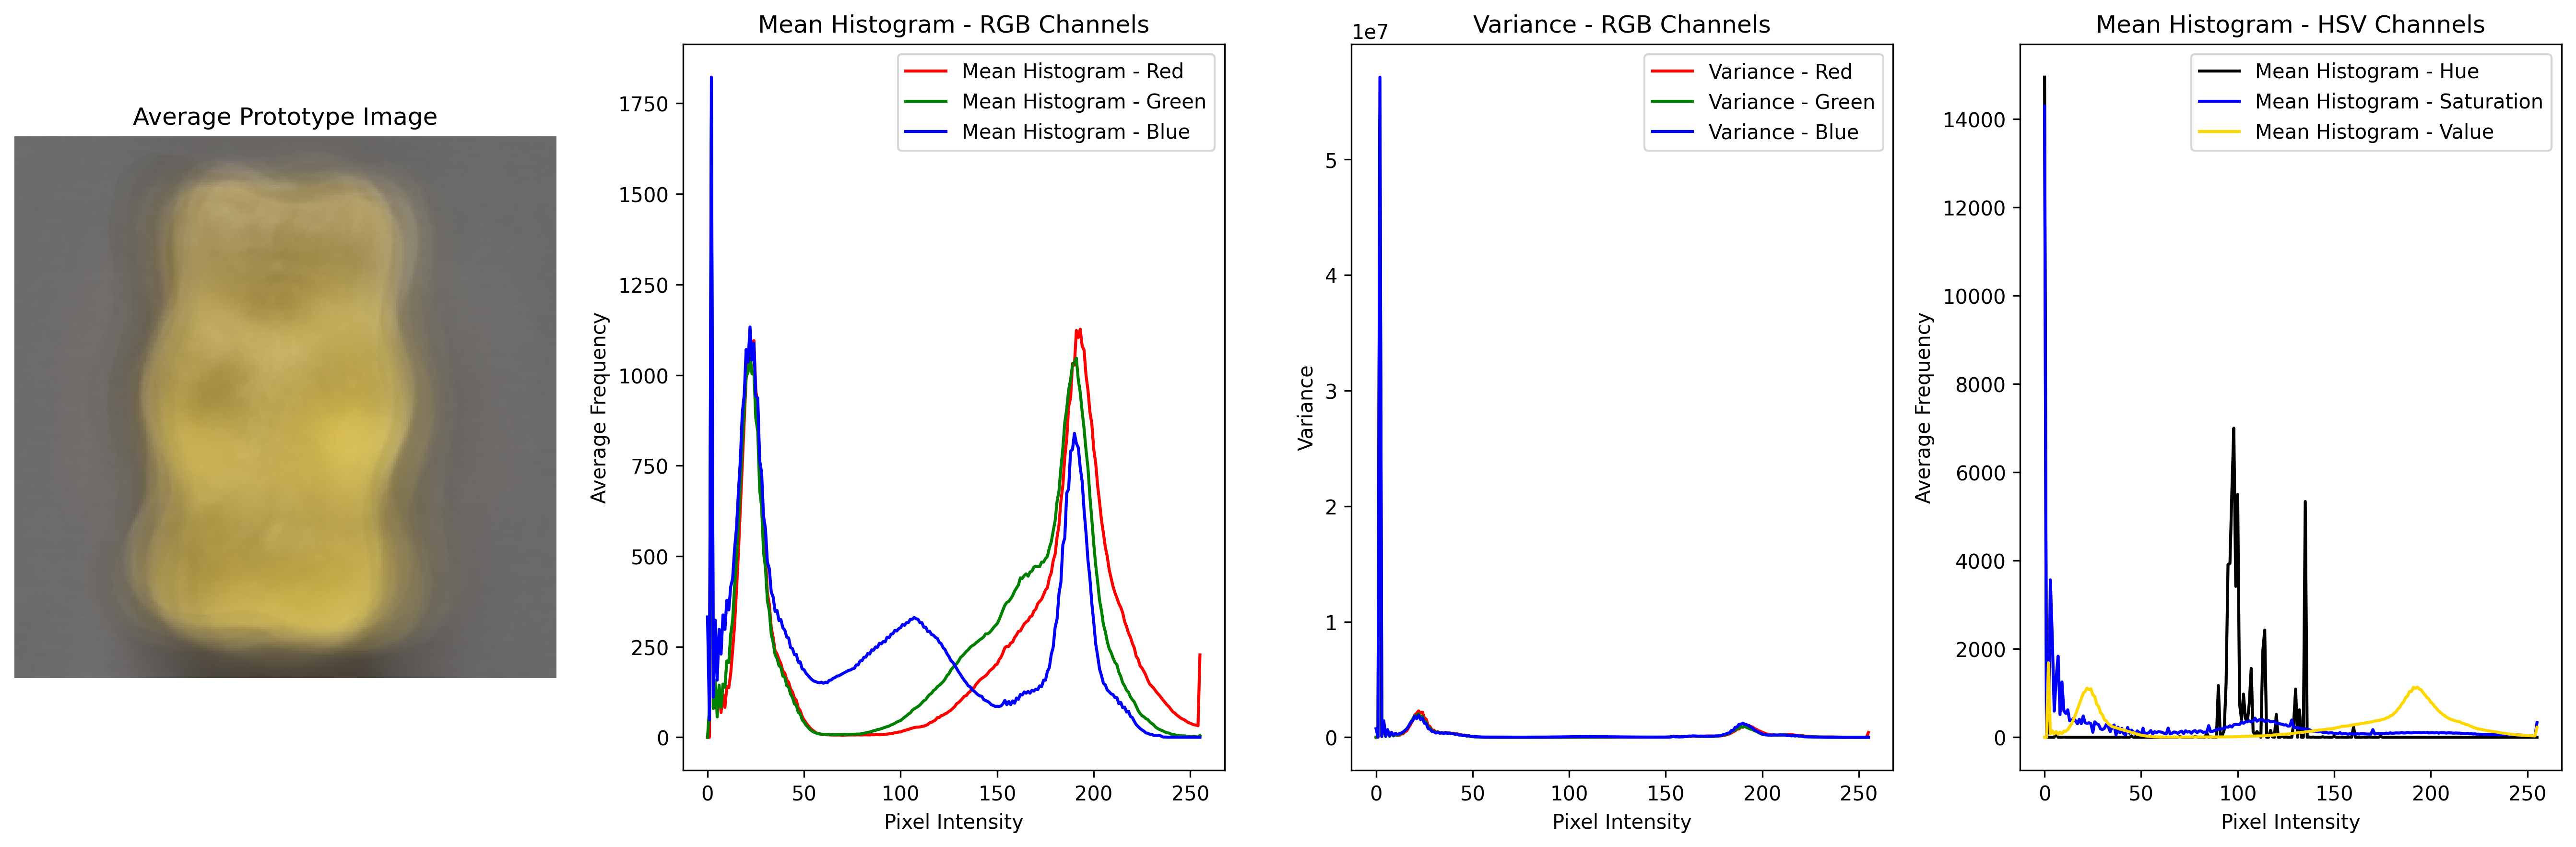 Average Prototype Image
Mean Histogram - RGB Channels
Mean Histogram - Red
Mean Histogram - Green
Mean Histogram - Blue
Average Frequency
1750
1500
1250
1000
750
500
250
0
0 50 100 150 200 250
Pixel Intensity
Variance - RGB Channels
1e7
Variance - Red
Variance - Green
Variance - Blue
Variance
5
4
3
2
1
0
0 50 100 150 200 250
Pixel Intensity
Mean Histogram - HSV Channels
Mean Histogram - Hue
Mean Histogram - Saturation
Mean Histogram - Value
Average Frequency
14000
12000
10000
8000
6000
4000
2000
0
0 50 100 150 200 250
Pixel Intensity